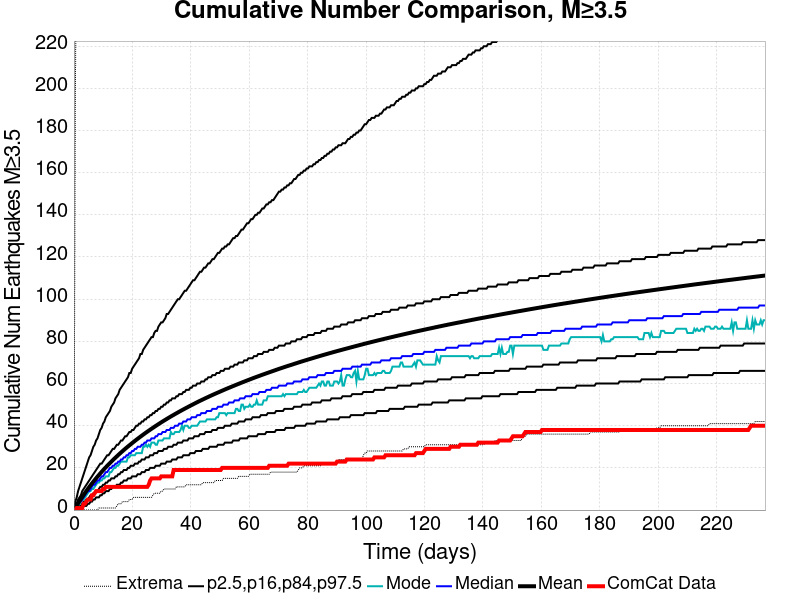 Cumulative Number Comparison, M≥3.5
Cumulative Num Earthquakes M≥3.5
220
200
180
160
140
120
100
80
60
40
20
0
0 20 40 60 80 100 120 140 160 180 200 220
Time (days)
Extrema p2.5,p16,p84,p97.5 Mode Median Mean ComCat Data